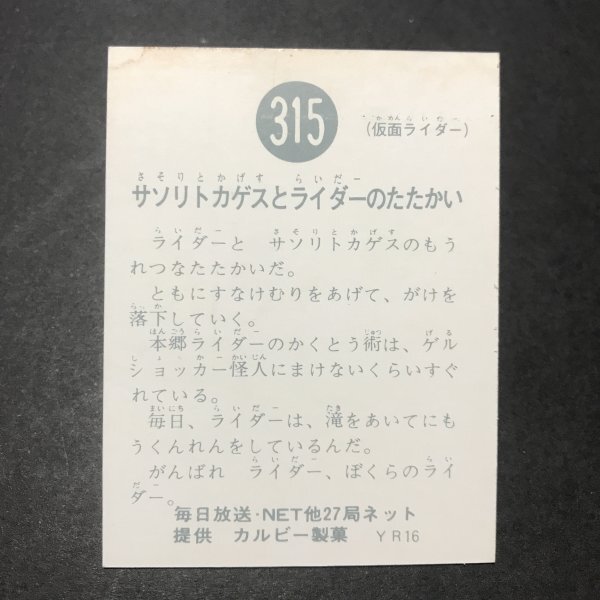 315
(仮面ライダー)
かめんらいだー
さそりとかげす らいだー
サソリトカゲスとライダーのたたかい
らいだー さそりとかげす
ライダーと サソリトカゲスのもう
れつなたたかいだ。
ともにすなけむりをあげて、がけを
らっか
落下していく。
ほんごうらいだー じゅつ げる
本郷ライダーのかくとう術は、ゲル
しょっかーかいじん
ショッカー怪人にまけないくらいすぐ
れている。
まいにち らいだー たき
毎日、ライダーは、滝をあいてにも
うくんれんをしているんだ。
らいだー らい
がんばれ ライダー、ぼくらのライ
だー
ダー。
毎日放送・NET他27局ネット
提供 カルビー製菓 YR16